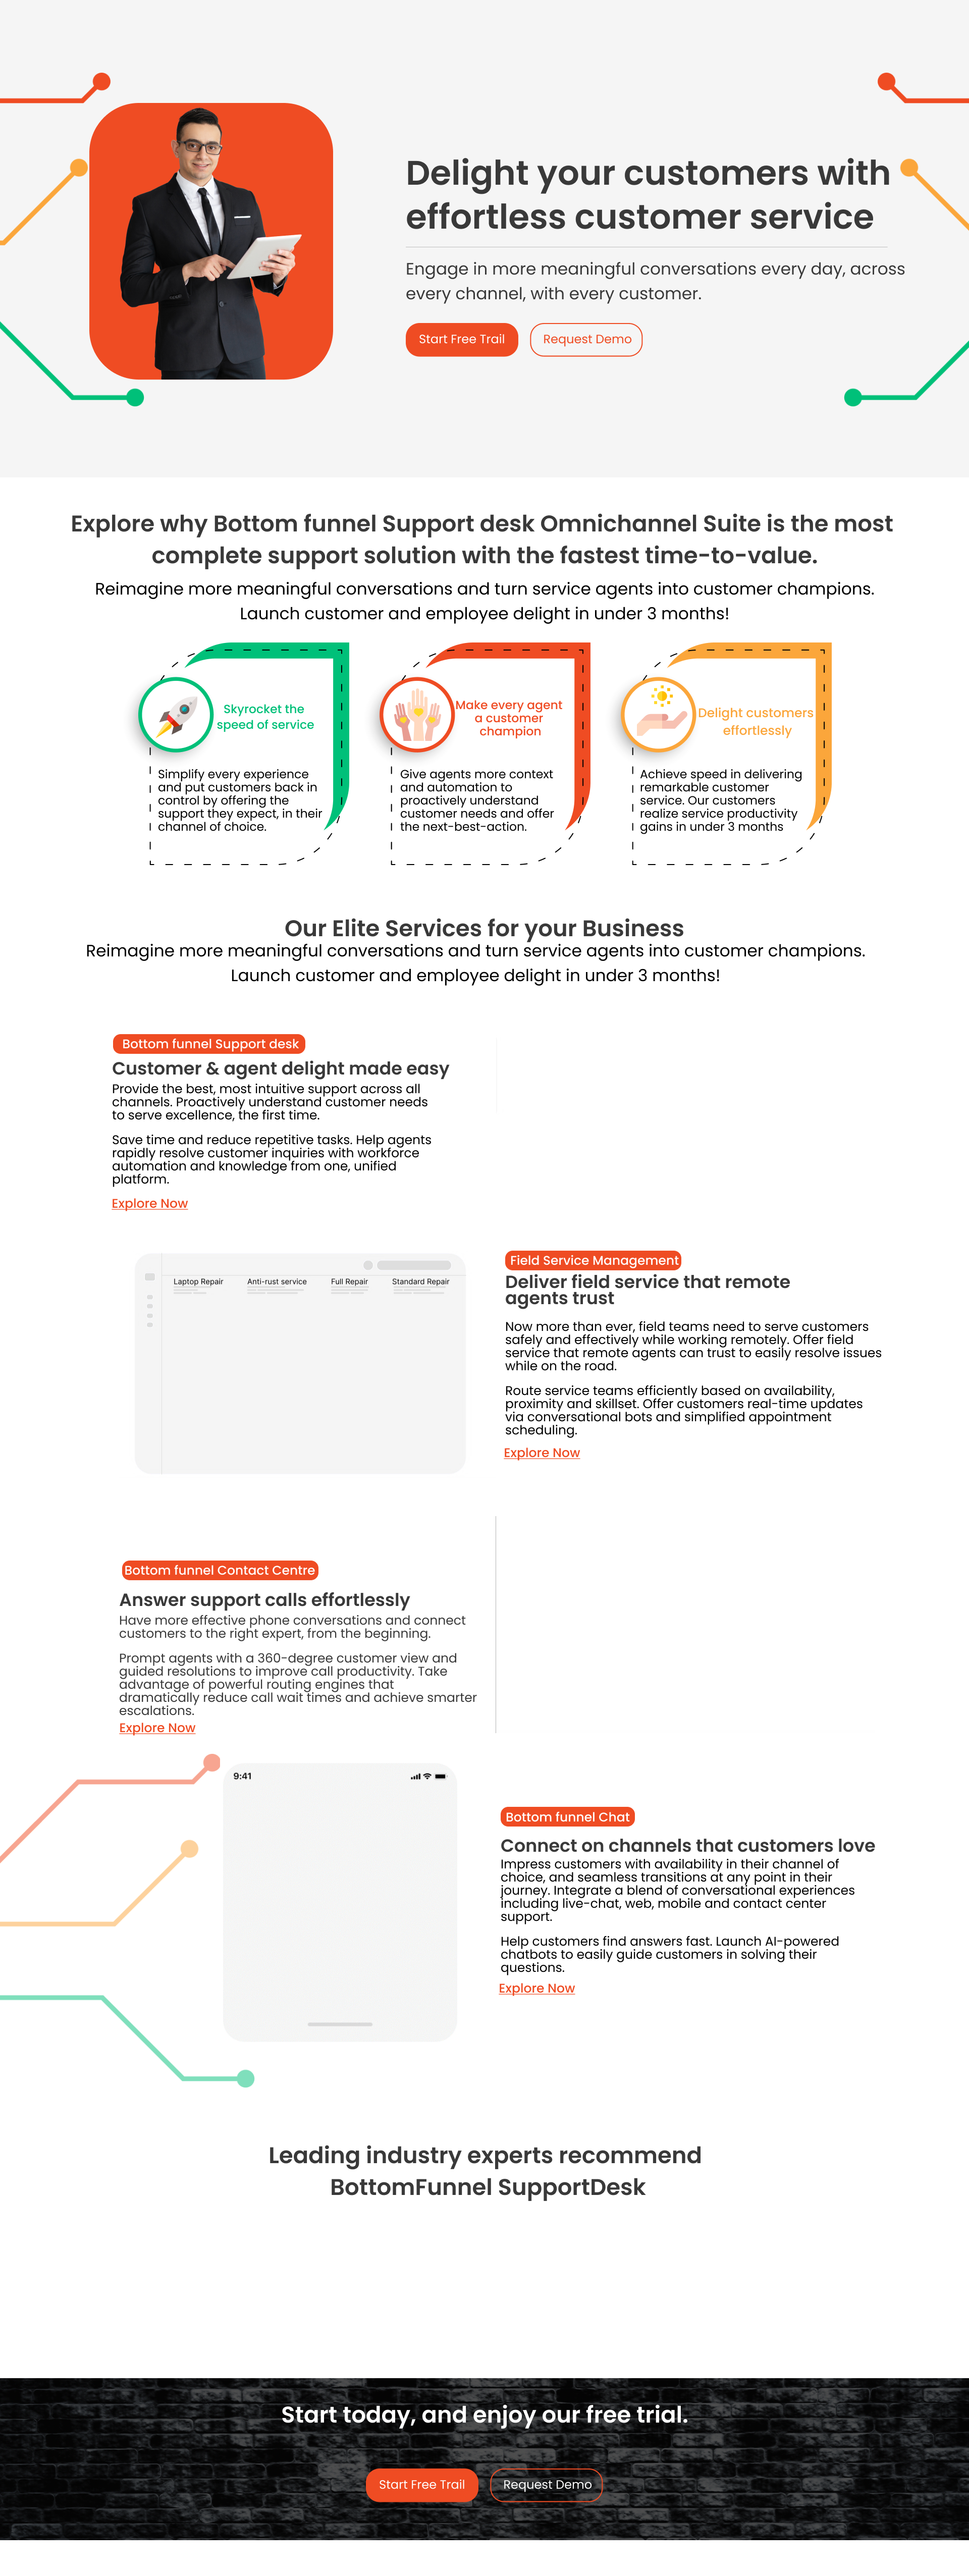 Delight your customers with
effortless customer service
Engage in more meaningful conversations every day, across
every channel, with every customer.
Start Free Trail
Request Demo
Explore why Bottom funnel Support desk Omnichannel Suite is the most
complete support solution with the fastest time-to-value.
Reimagine more meaningful conversations and turn service agents into customer champions.
Launch customer and employee delight in under 3 months!
Skyrocket the
speed of service
Simplify every experience
and put customers back in
control by offering the
support they expect, in their
channel of choice.
Make every agent
a customer
champion
Give agents more context
and automation to
proactively understand
customer needs and offer
the next-best-action.
Delight customers
effortlessly
Achieve speed in delivering
remarkable customer
service. Our customers
realize service productivity
gains in under 3 months
Our Elite Services for your Business
Reimagine more meaningful conversations and turn service agents into customer champions.
Launch customer and employee delight in under 3 months!
Bottom funnel Support desk
Customer & agent delight made easy
Provide the best, most intuitive support across all
channels. Proactively understand customer needs
to serve excellence, the first time.
Save time and reduce repetitive tasks. Help agents
rapidly resolve customer inquiries with workforce
automation and knowledge from one, unified
platform.
Explore Now
Laptop Repair
Anti-rust service
Full Repair
Standard Repair
Field Service Management
Deliver field service that remote
agents trust
Now more than ever, field teams need to serve customers
safely and effectively while working remotely. Offer field
service that remote agents can trust to easily resolve issues
while on the road.
Route service teams efficiently based on availability,
proximity and skillset. Offer customers real-time updates
via conversational bots and simplified appointment
scheduling.
Explore Now
Bottom funnel Contact Centre
Answer support calls effortlessly
Have more effective phone conversations and connect
customers to the right expert, from the beginning.
Prompt agents with a 360-degree customer view and
guided resolutions to improve call productivity. Take
advantage of powerful routing engines that
dramatically reduce call wait times and achieve smarter
escalations.
Explore Now
9:41
Bottom funnel Chat
Connect on channels that customers love
Impress customers with availability in their channel of
choice, and seamless transitions at any point in their
journey. Integrate a blend of conversational experiences
including live-chat, web, mobile and contact center
support.
Help customers find answers fast. Launch AI-powered
chatbots to easily guide customers in solving their
questions.
Explore Now
Leading industry experts recommend
BottomFunnel SupportDesk
Start today, and enjoy our free trial.
Start Free Trail
Request Demo